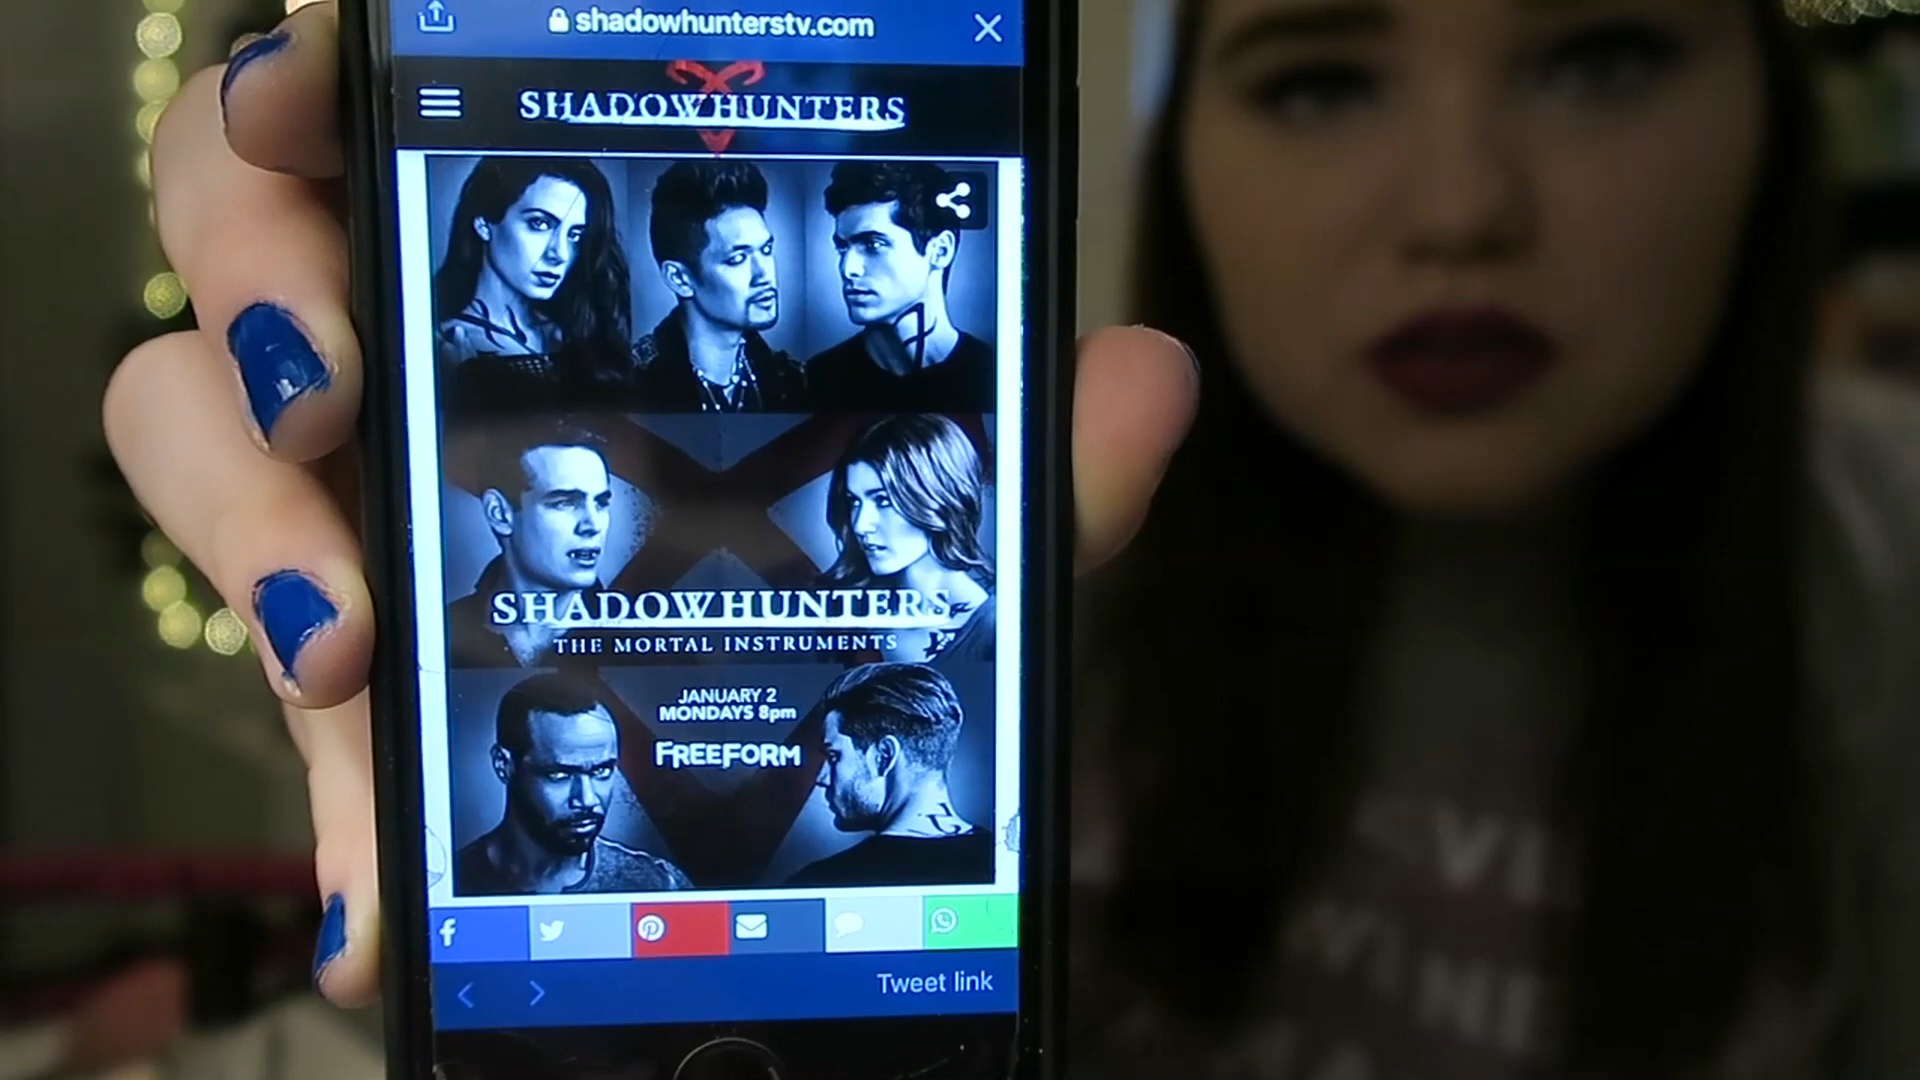 shadowhunterstv.com
SHADOWHUNTERS
SHADOWHUNTERS
THE MORTAL INSTRUMENTS
JANUARY 2
MONDAYS 8pm
FREEFORM
Tweet link